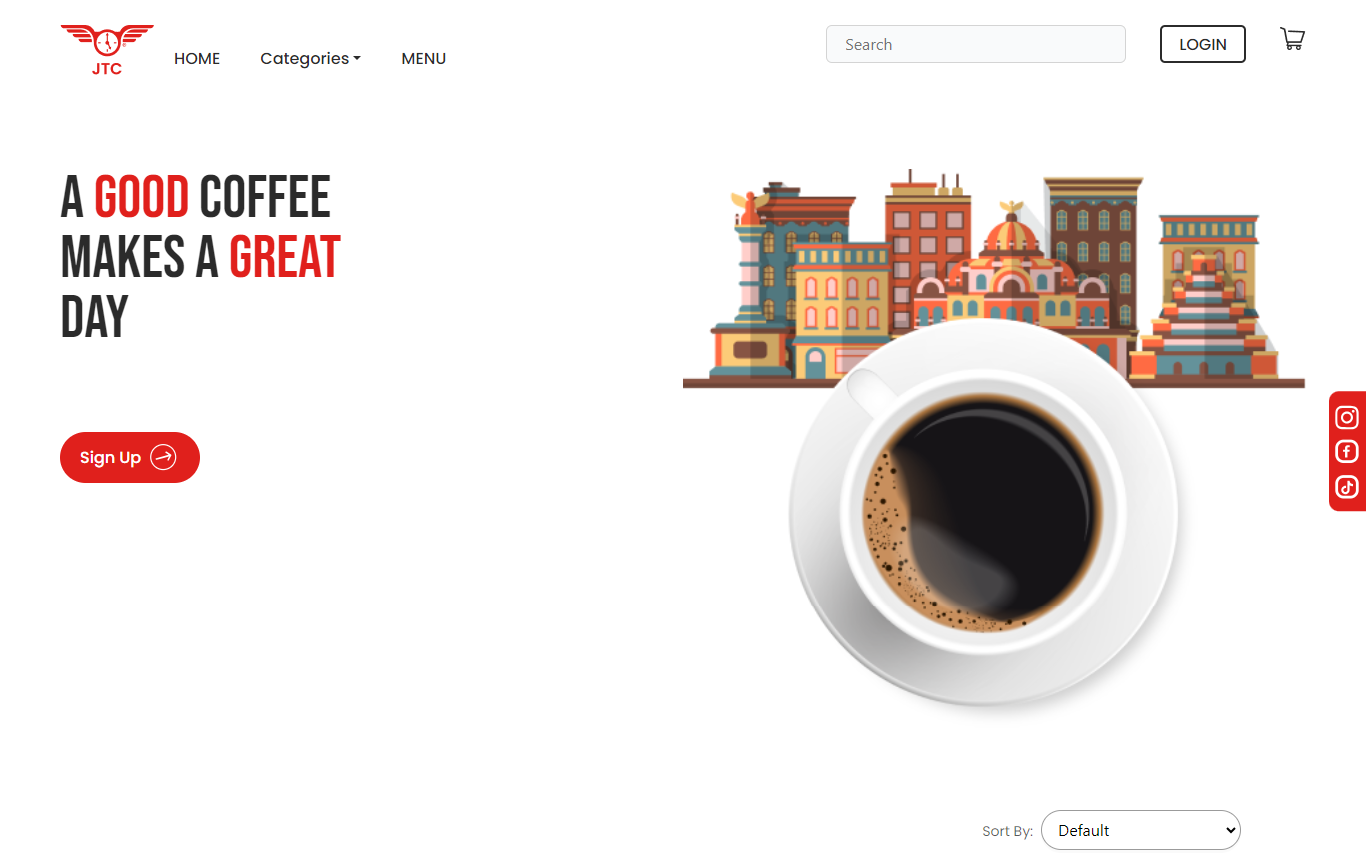 JTC
HOME
Categories
MENU
Search
LOGIN
A GOOD COFFEE
MAKES A GREAT
DAY
Sign Up
Sort By:
Default